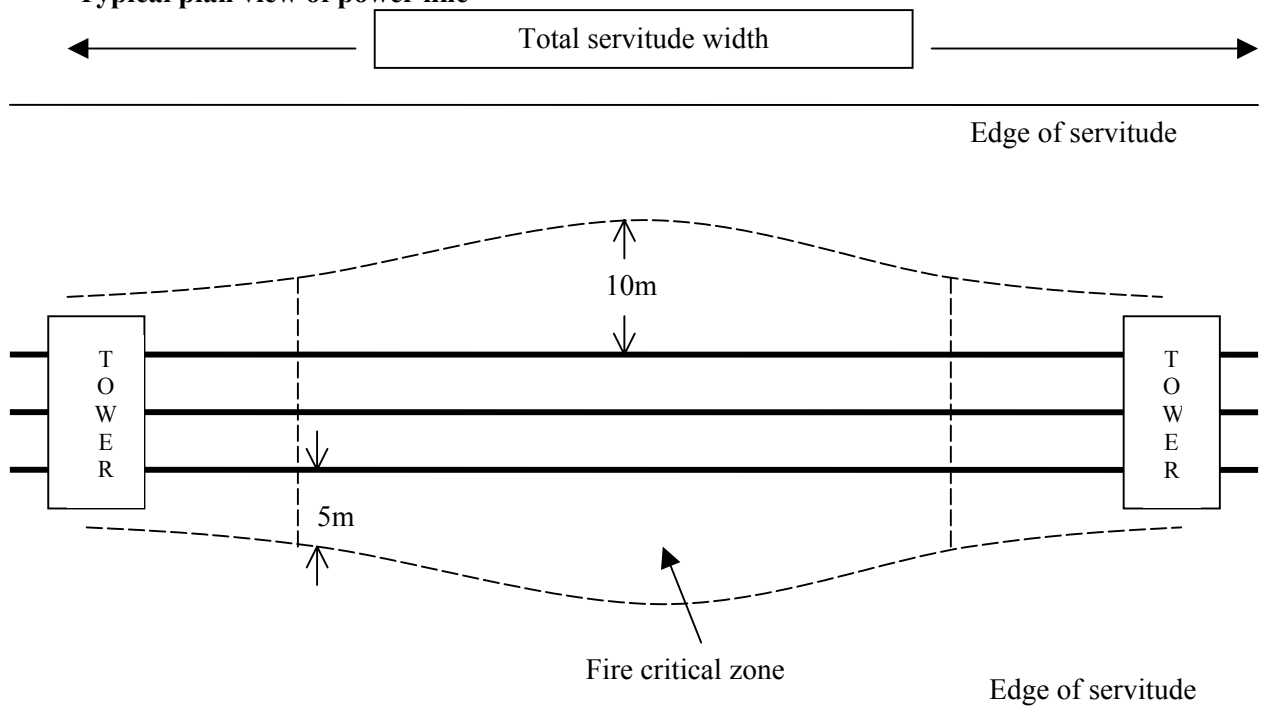 Typical plan view of power line
Total servitude width
Edge of servitude
10m
T
O
W
E
R
T
O
W
E
R
5m
Fire critical zone
Edge of servitude